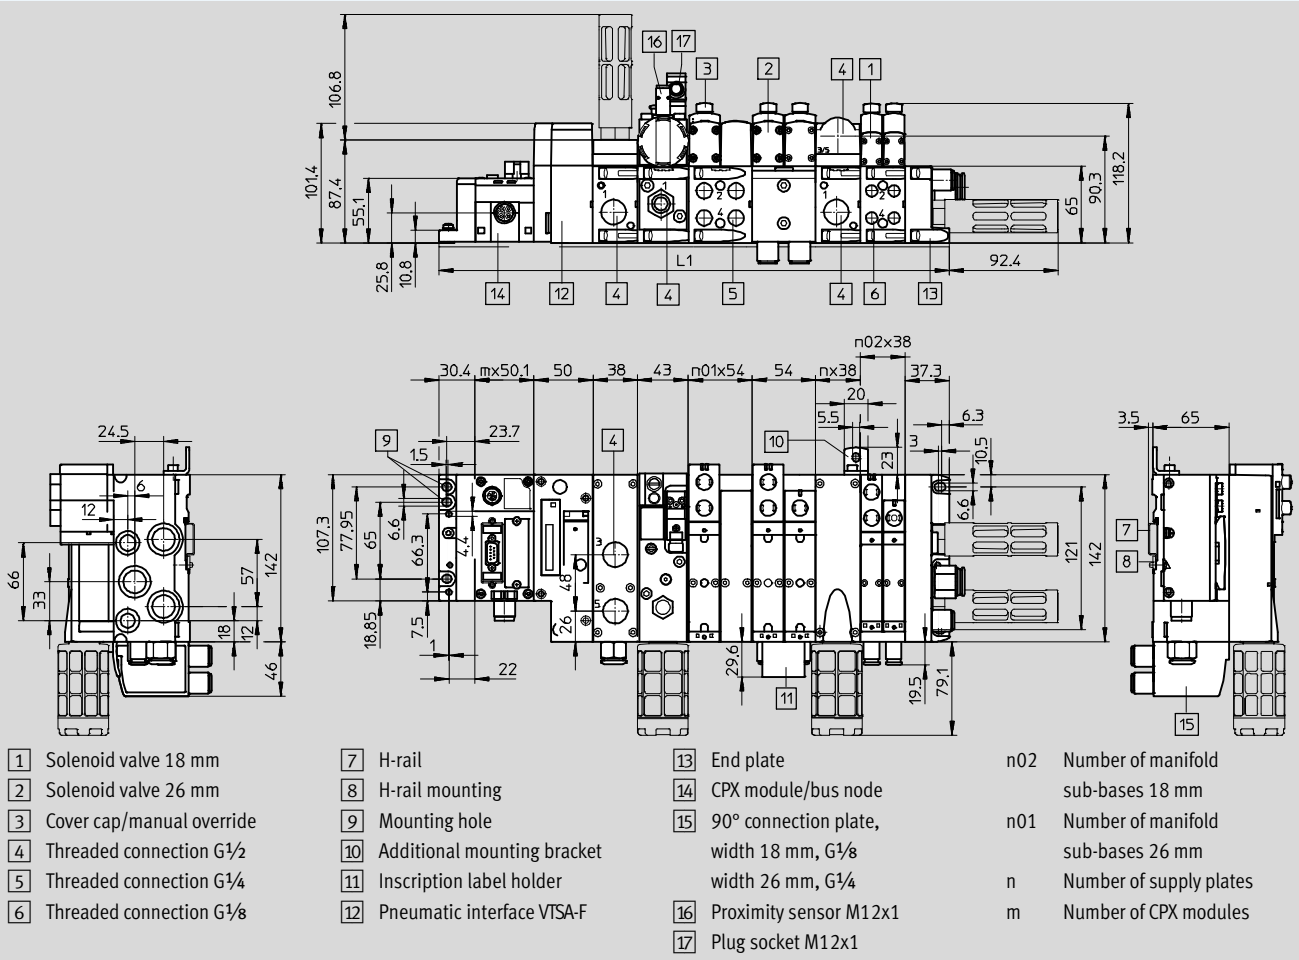 16 17 3 2 4 1
106.8
101.4
87.4
55.1
25.8
10.8
3/5
1 2 4 1 2 4
65
90.3
118.2
L1 92.4
14 12 4 4 5 4 6 13
n02x38
30.4 mx50.1 50 38 43 n01x54 54 nx38 37.3
20
5.5 6.3
3
10.5
23
6.6
24.5
6
12
66
33
57
142
18
12
46
9
23.7
1.5
4
10
107.3
77.95
65
6.6
66.3
4.4
3
48
5
26
18.85
7.5
1
22
29.6
11
19.5
79.1
121
142
3.5 65
7
8
15
1 Solenoid valve 18 mm
2 Solenoid valve 26 mm
3 Cover cap/manual override
4 Threaded connection G½
5 Threaded connection G¼
6 Threaded connection G⅛
7 H-rail
8 H-rail mounting
9 Mounting hole
10 Additional mounting bracket
11 Inscription label holder
12 Pneumatic interface VTSA-F
13 End plate
14 CPX module/bus node
15 90° connection plate,
width 18 mm, G⅛
width 26 mm, G¼
16 Proximity sensor M12x1
17 Plug socket M12x1
n02 Number of manifold
sub-bases 18 mm
n01 Number of manifold
sub-bases 26 mm
n Number of supply plates
m Number of CPX modules